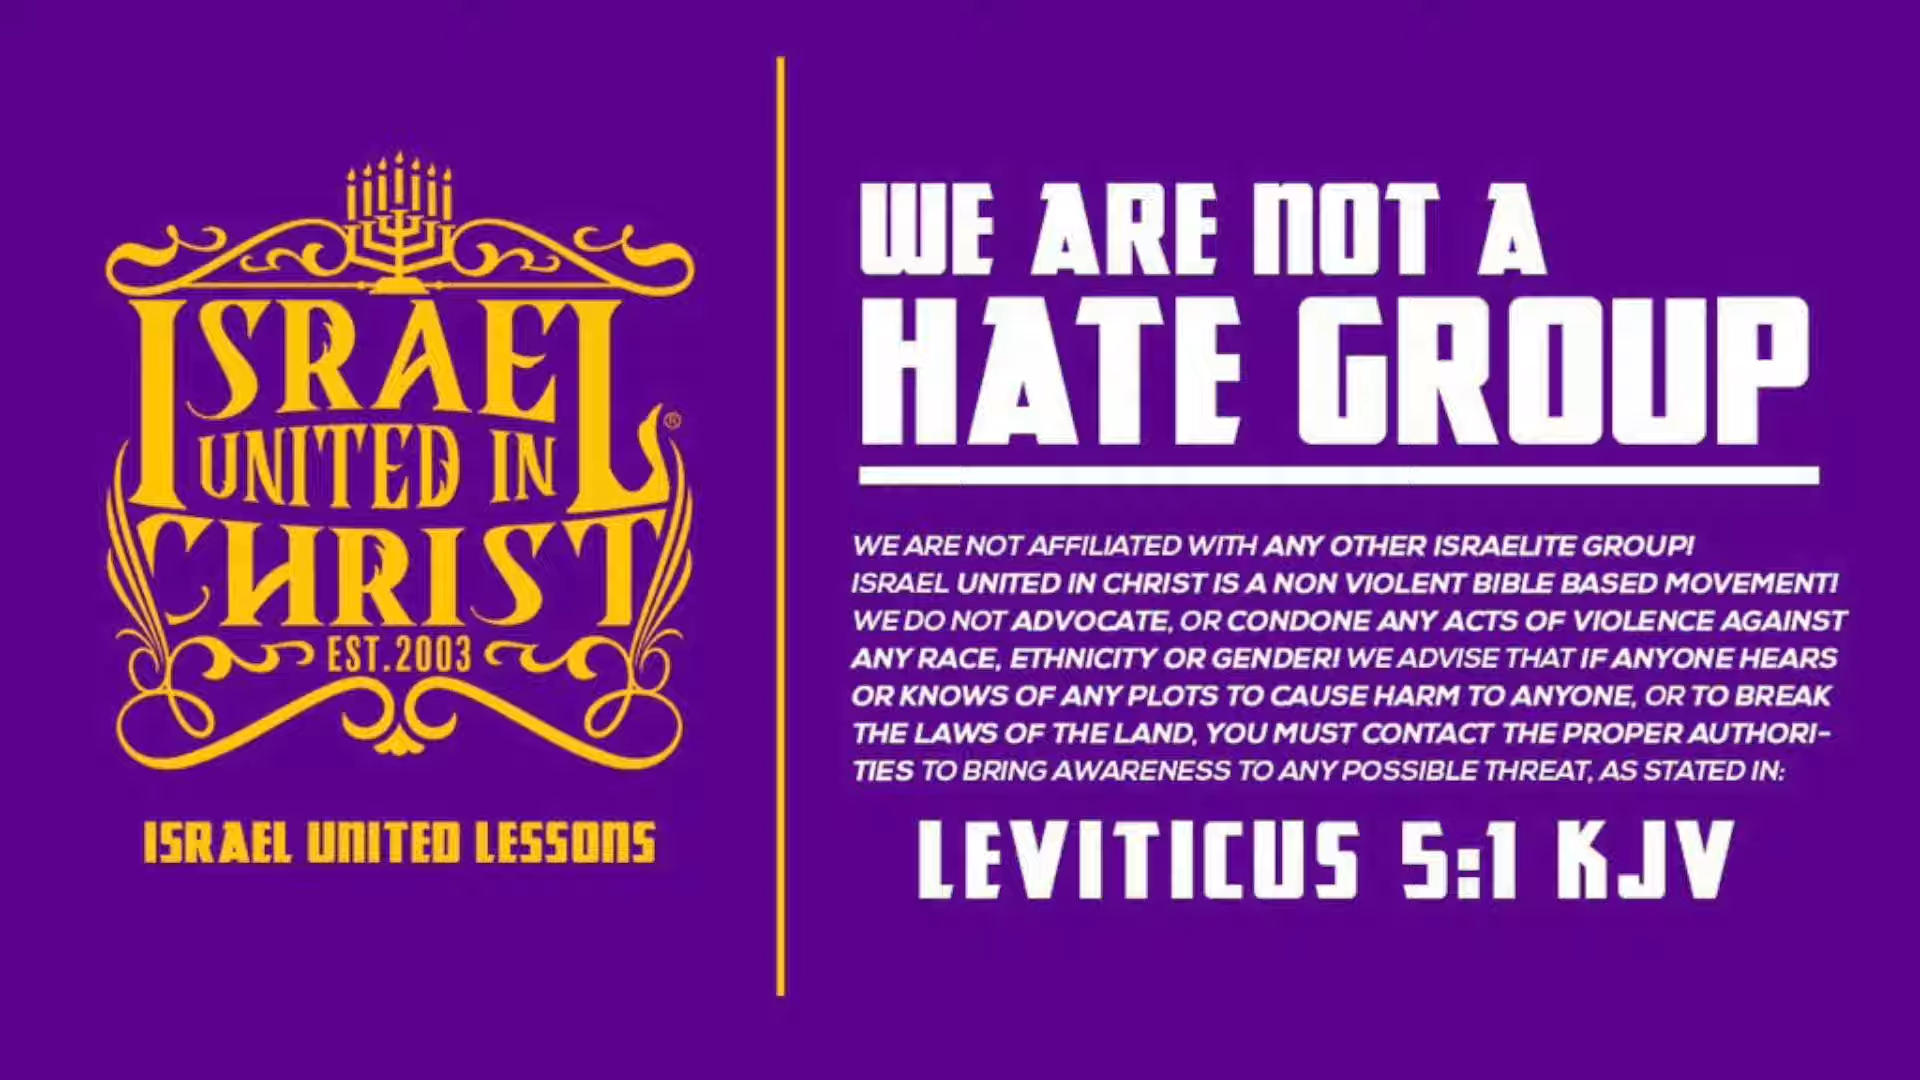 ISRAEL
UNITED IN
CHRIST
®
EST.2003
ISRAEL UNITED LESSONS
WE ARE NOT A
HATE GROUP
WE ARE NOT AFFILIATED WITH ANY OTHER ISRAELITE GROUP!
ISRAEL UNITED IN CHRIST IS A NON VIOLENT BIBLE BASED MOVEMENT!
WE DO NOT ADVOCATE, OR CONDONE ANY ACTS OF VIOLENCE AGAINST
ANY RACE, ETHNICITY OR GENDER! WE ADVISE THAT IF ANYONE HEARS
OR KNOWS OF ANY PLOTS TO CAUSE HARM TO ANYONE, OR TO BREAK
THE LAWS OF THE LAND, YOU MUST CONTACT THE PROPER AUTHORI-
TIES TO BRING AWARENESS TO ANY POSSIBLE THREAT, AS STATED IN:
LEVITICUS 5:1 KJV